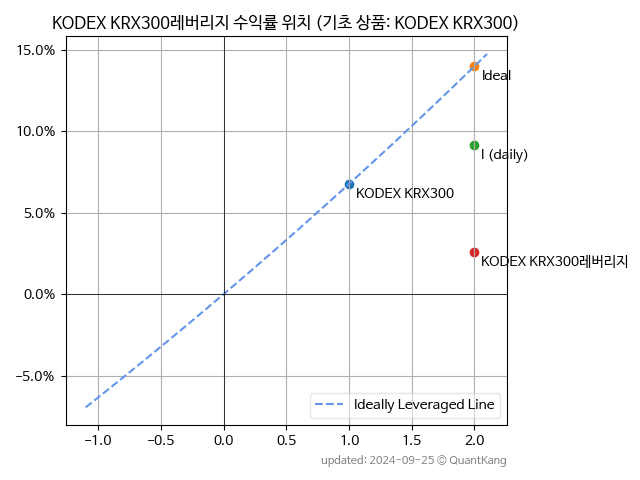 KODEX KRX300레버리지 수익률 위치 (기초 상품: KODEX KRX300)
15.0%
Ideal
10.0%
I (daily)
KODEX KRX300
5.0%
KODEX KRX300레버리지
0.0%
−5.0%
Ideally Leveraged Line
−1.0 −0.5 0.0 0.5 1.0 1.5 2.0
updated: 2024-09-25 © QuantKang